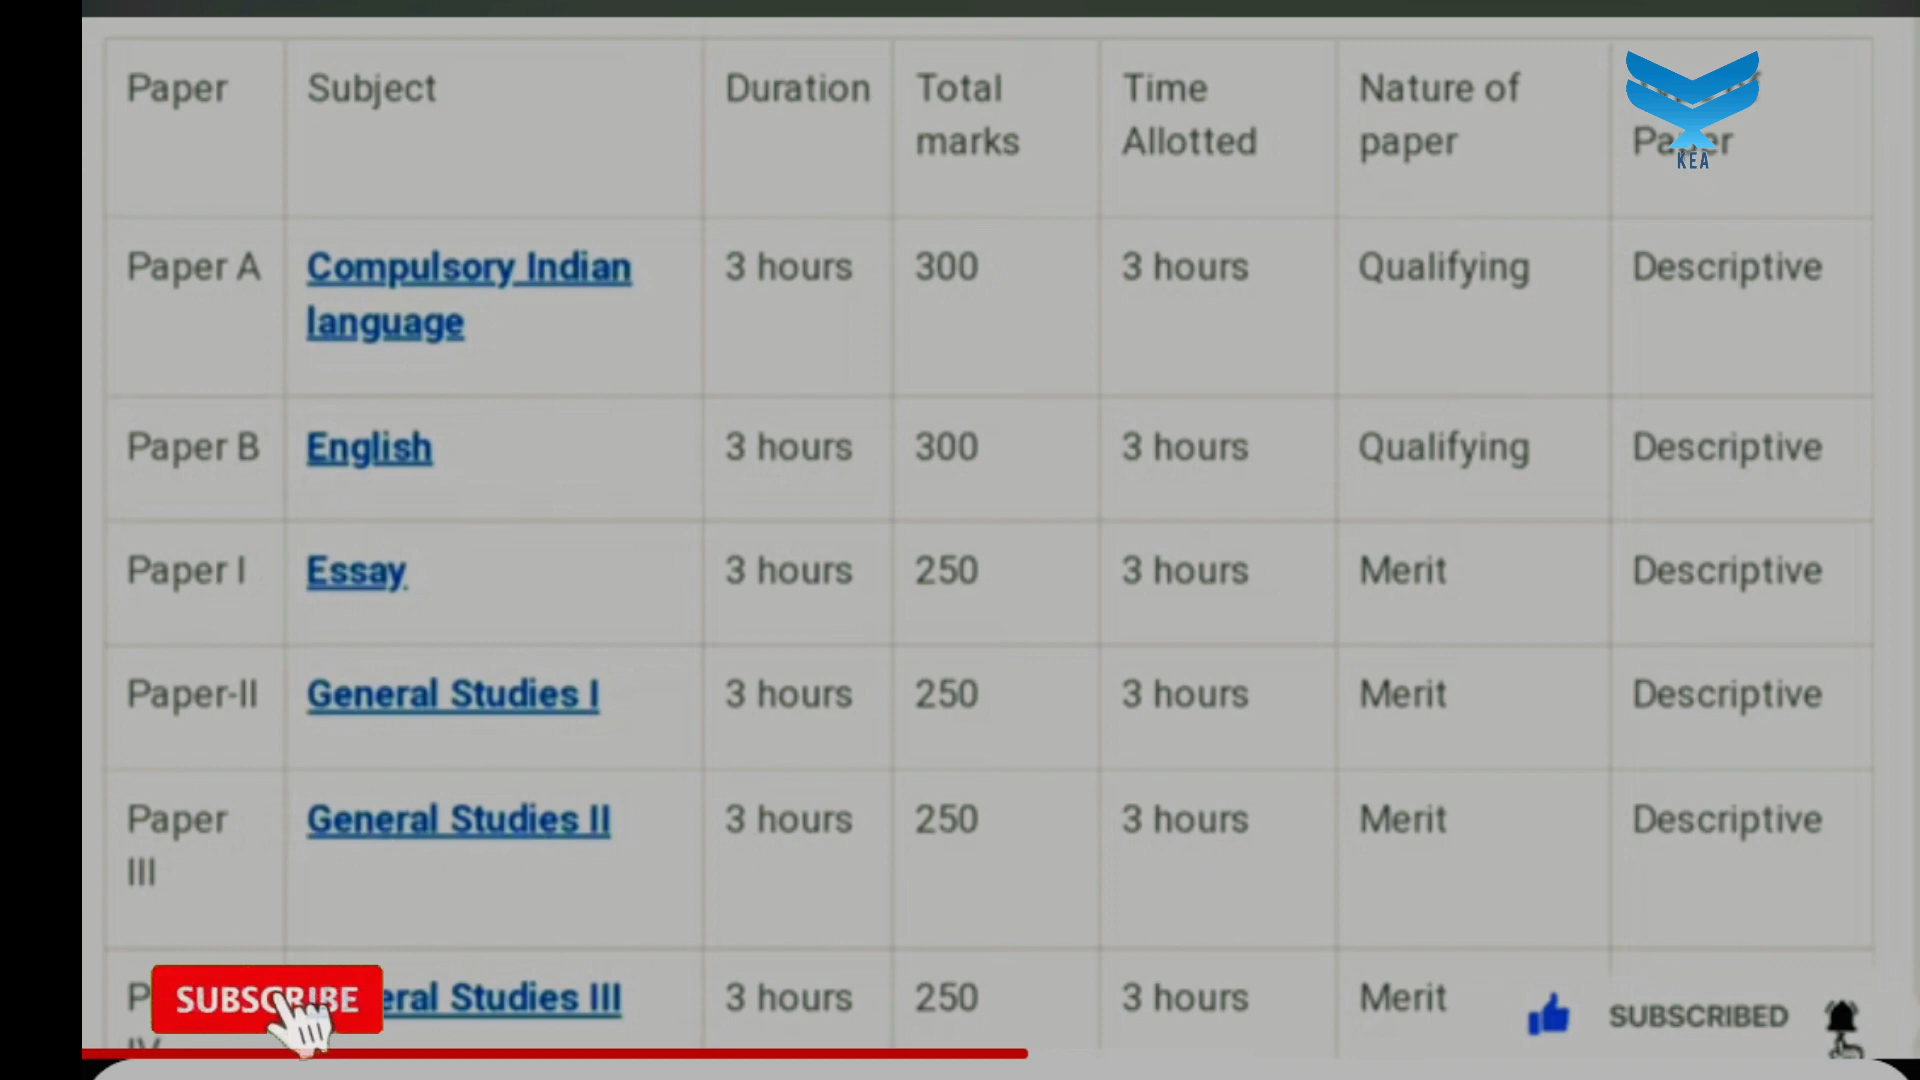 Paper Subject Duration Total marks Time Allotted Nature of paper Paper
KEA
Paper A Compulsory Indian language 3 hours 300 3 hours Qualifying Descriptive
Paper B English 3 hours 300 3 hours Qualifying Descriptive
Paper I Essay 3 hours 250 3 hours Merit Descriptive
Paper-II General Studies I 3 hours 250 3 hours Merit Descriptive
Paper III General Studies II 3 hours 250 3 hours Merit Descriptive
Studies III 3 hours 250 3 hours Merit
SUBSCRIBE
SUBSCRIBED